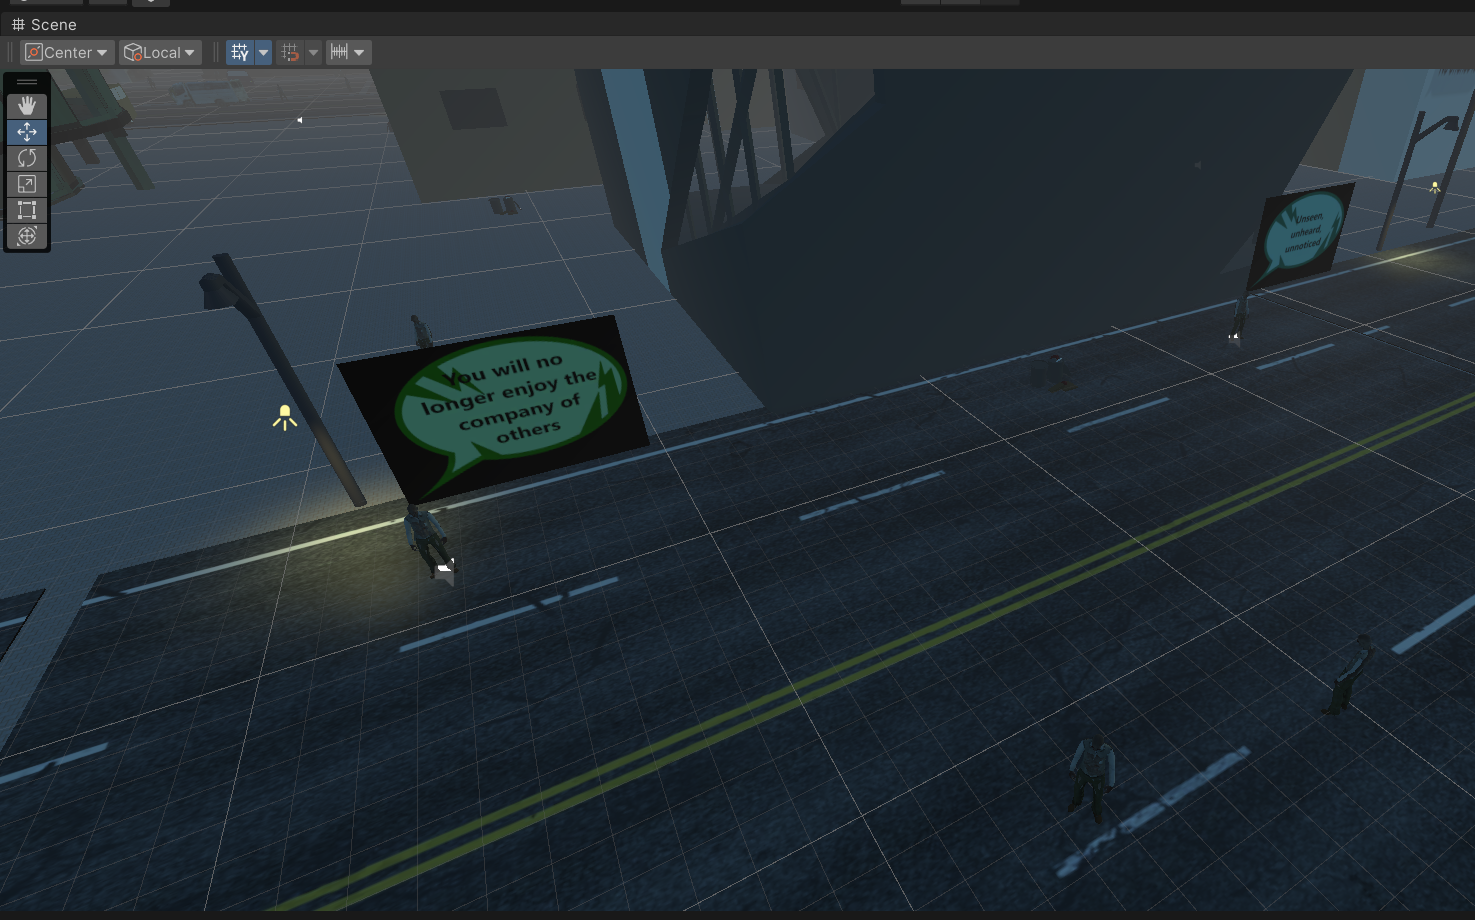 Scene
Center
Local
You will no
longer enjoy the
company of
others
Unseen,
unheard,
unnoticed